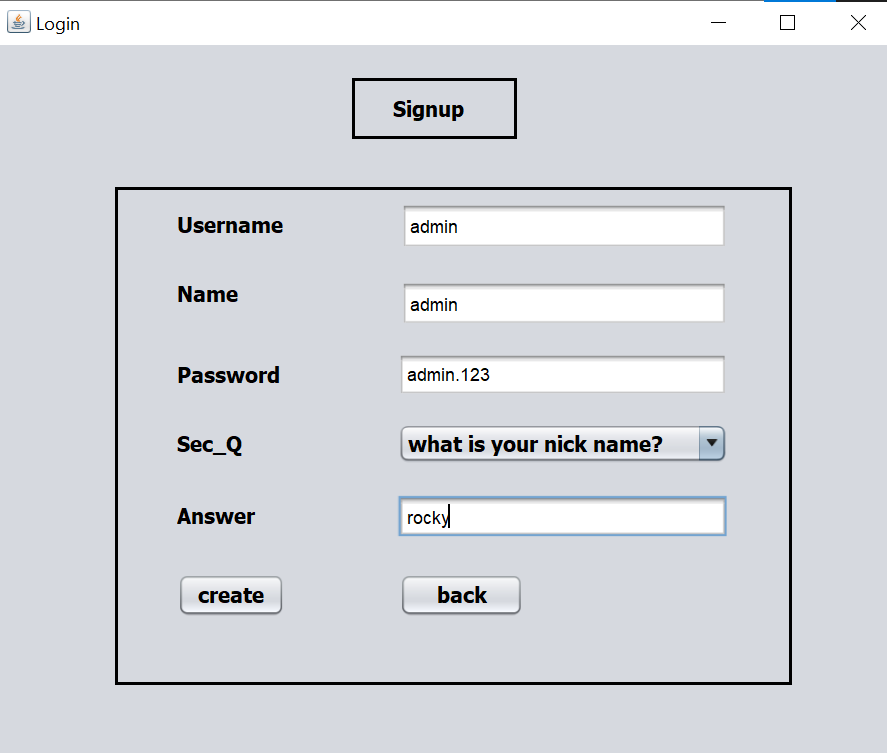 Login
Signup
Username admin
Name admin
Password admin.123
Sec_Q what is your nick name?
Answer rocky
create back